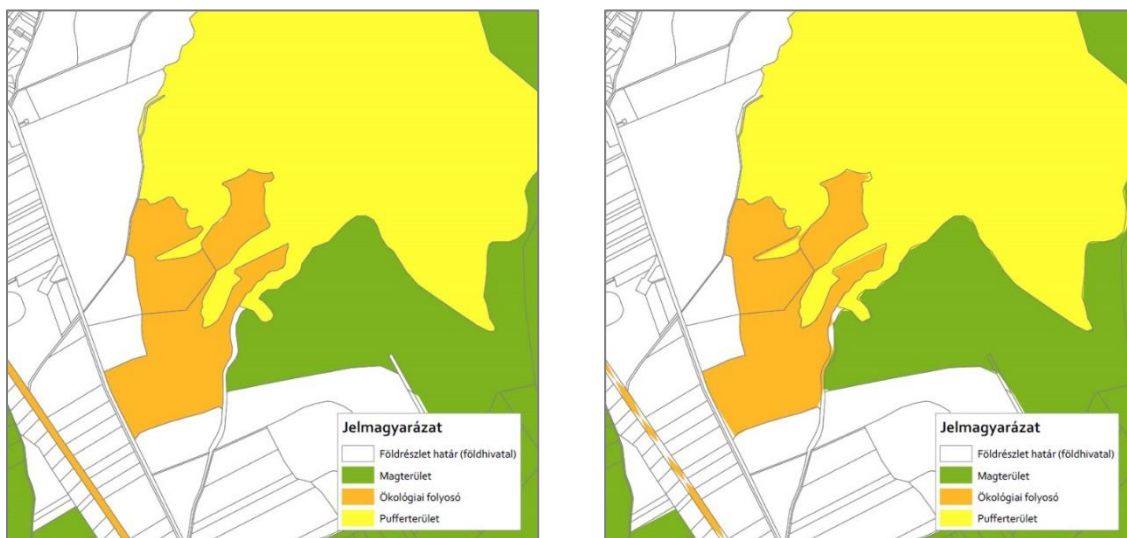 Jelmagyarázat
Földrészlet határ (földhivatal)
Magterület
Ökológiai folyosó
Pufferterület
Jelmagyarázat
Földrészlet határ (földhivatal)
Magterület
Ökológiai folyosó
Pufferterület